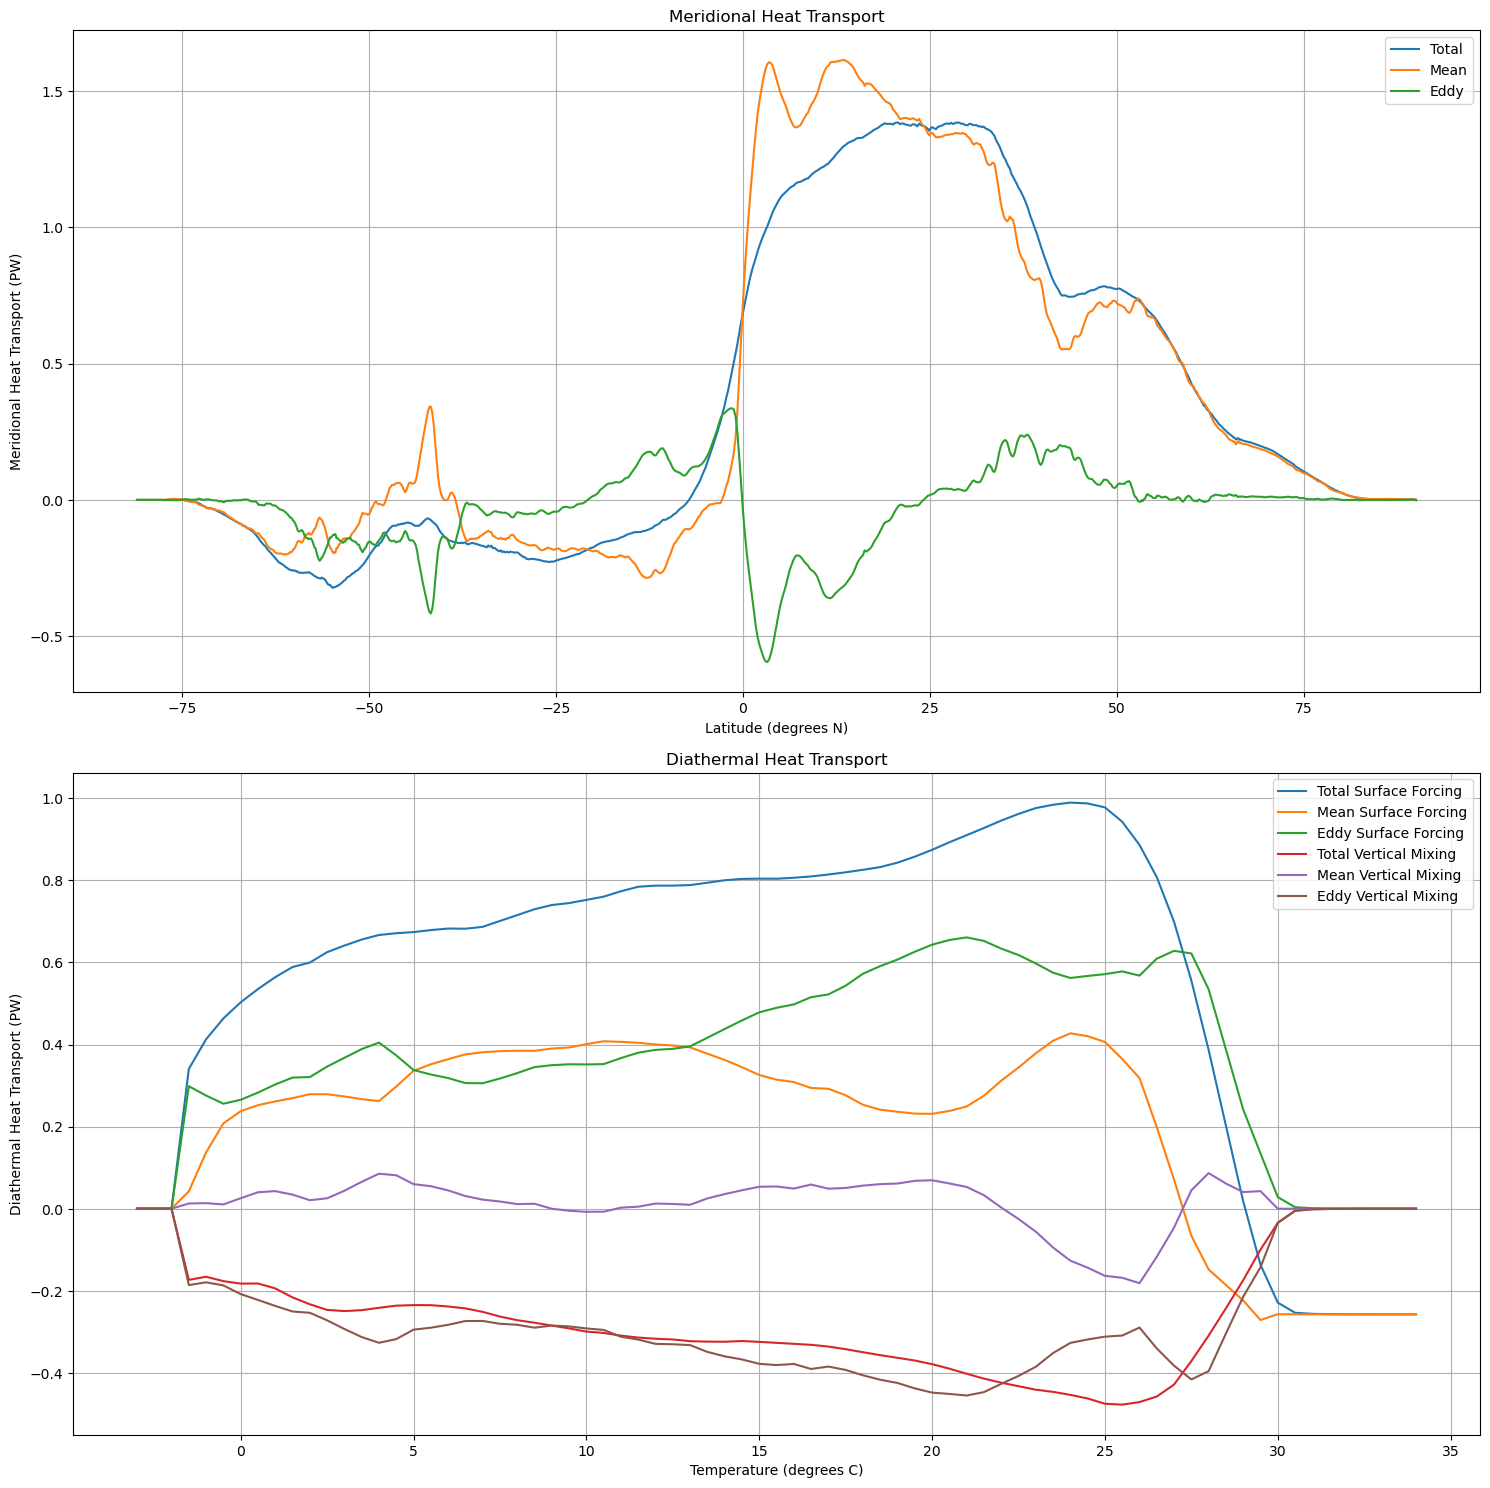 Meridional Heat Transport
Total
Mean
Eddy
1.5
1.0
0.5
0.0
−0.5
Meridional Heat Transport (PW)
−75
−50
−25
0
25
50
75
Latitude (degrees N)
Diathermal Heat Transport
Total Surface Forcing
Mean Surface Forcing
Eddy Surface Forcing
Total Vertical Mixing
Mean Vertical Mixing
Eddy Vertical Mixing
1.0
0.8
0.6
0.4
0.2
0.0
−0.2
−0.4
Diathermal Heat Transport (PW)
0
5
10
15
20
25
30
35
Temperature (degrees C)